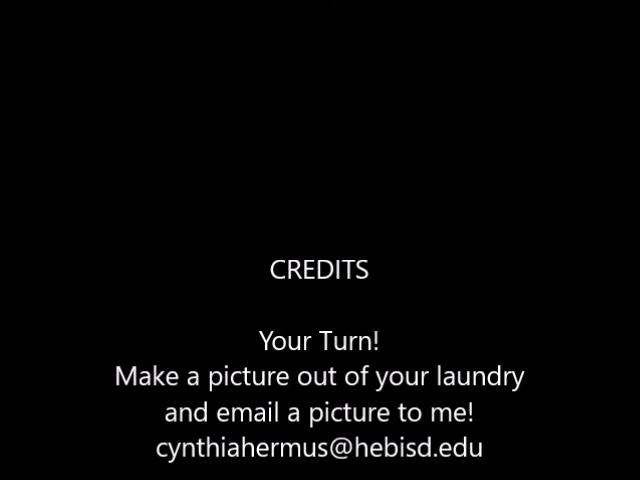 CREDITS
Your Turn!
Make a picture out of your laundry
and email a picture to me!
cynthiahermus@hebisd.edu